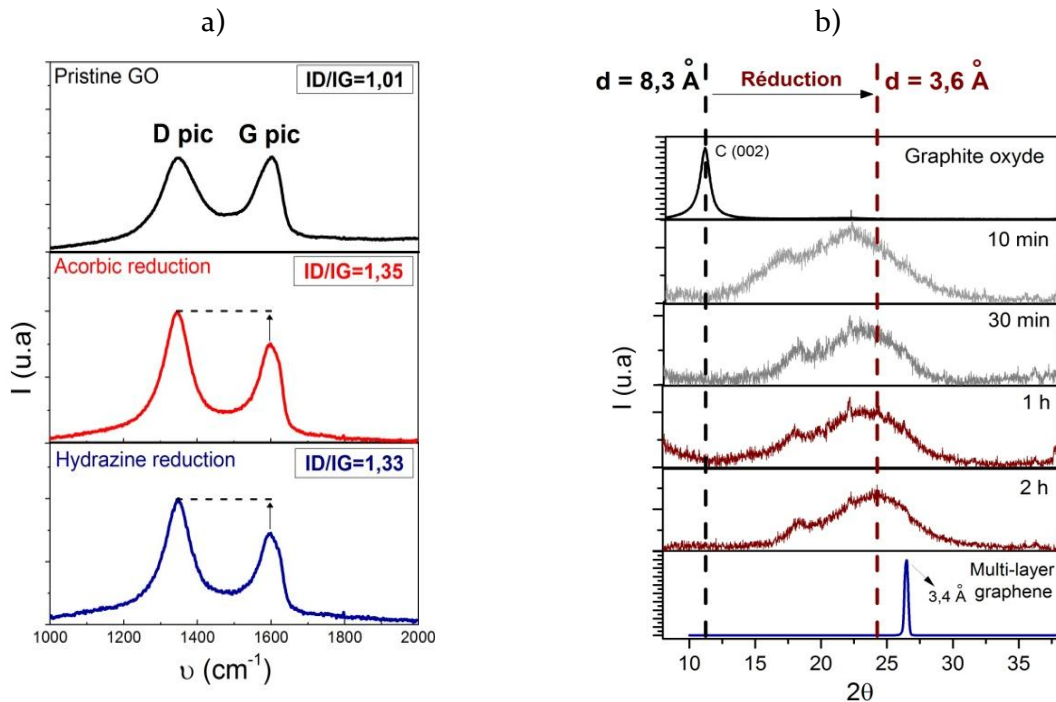 a)
Pristine GO
ID/IG=1,01
D pic
G pic
Acorbic reduction
ID/IG=1,35
Hydrazine reduction
ID/IG=1,33
I (u.a)
1000 1200 1400 1600 1800 2000
υ (cm-1)
b)
d = 8,3 Å
Réduction
d = 3,6 Å
C (002)
Graphite oxyde
10 min
30 min
1 h
2 h
Multi-layer
graphene
3,4 Å
I (u.a)
10 15 20 25 30 35
2θ